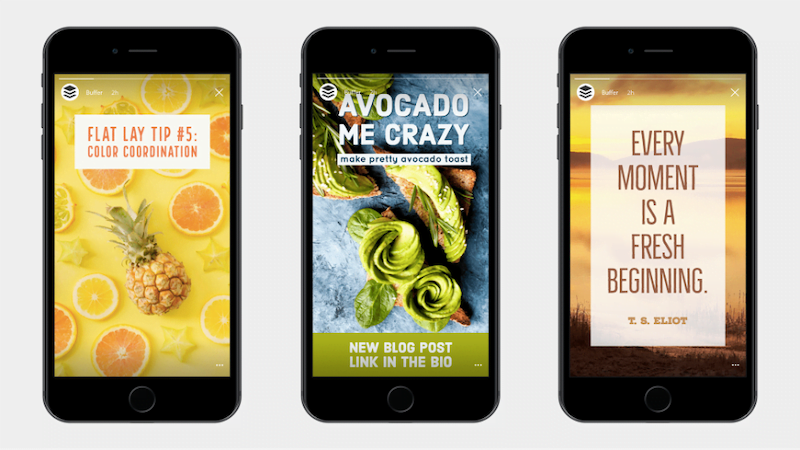 Buffer 2h
FLAT LAY TIP #5:
COLOR COORDINATION
2h
AVOCADO
ME CRAZY
make pretty avocado toast
NEW BLOG POST
LINK IN THE BIO
Buffer 2h
EVERY
MOMENT
IS A
FRESH
BEGINNING.
T. S. ELIOT